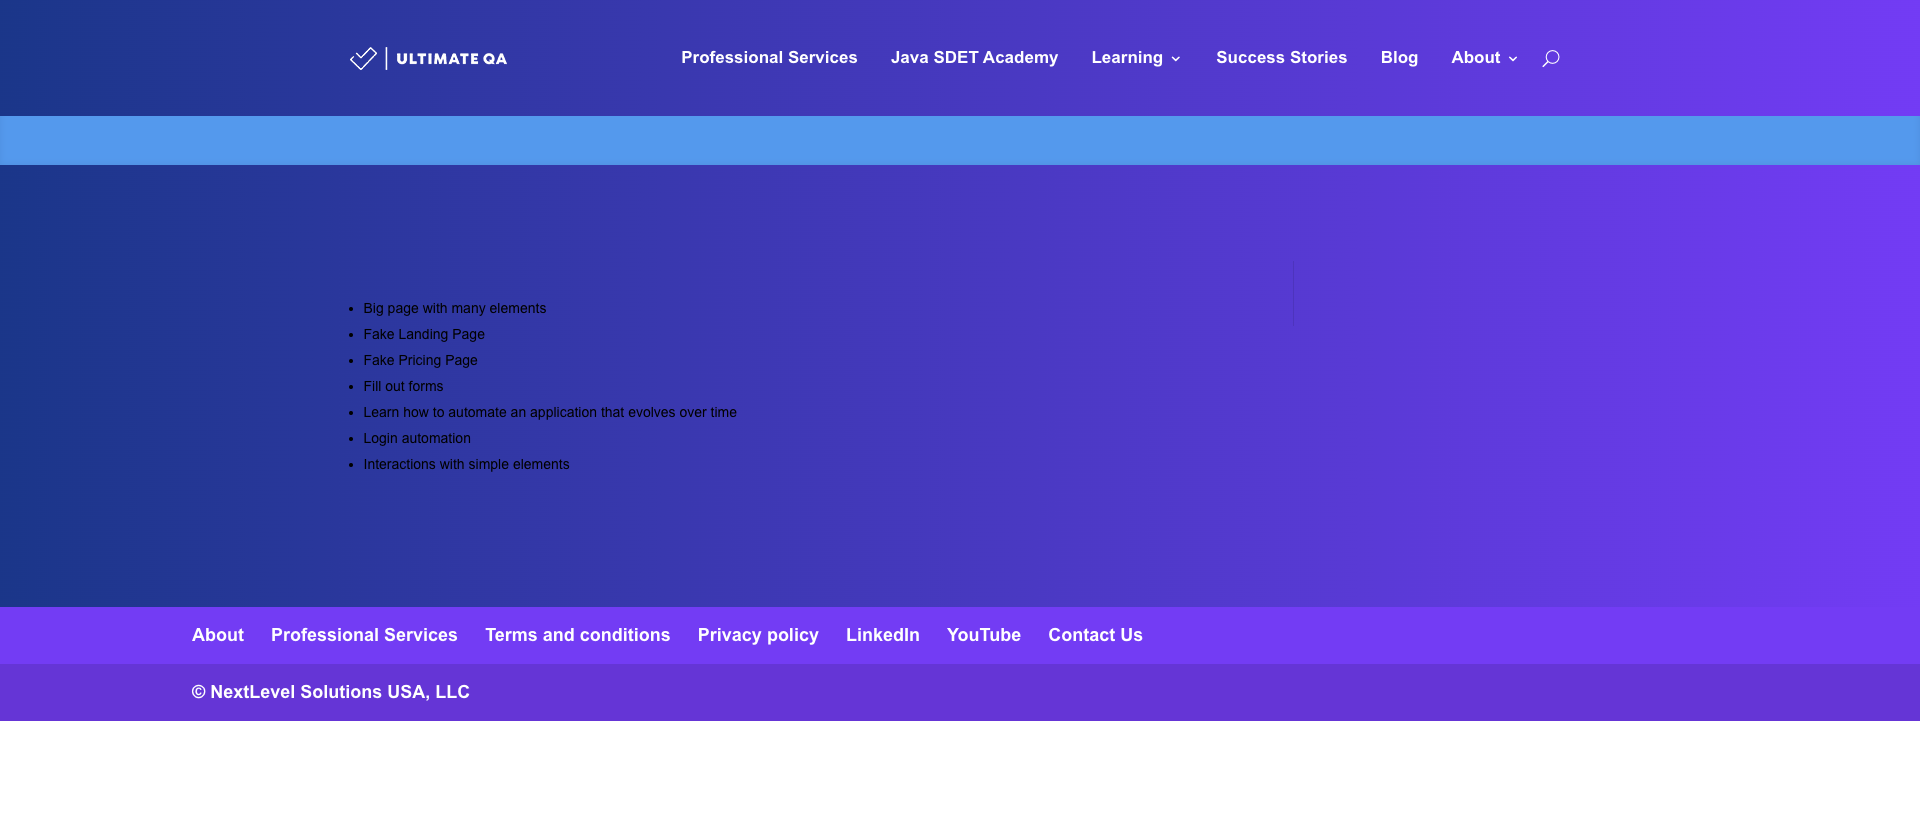 ULTIMATE QA
Professional Services
Java SDET Academy
Learning
Success Stories
Blog
About
Big page with many elements
Fake Landing Page
Fake Pricing Page
Fill out forms
Learn how to automate an application that evolves over time
Login automation
Interactions with simple elements
About
Professional Services
Terms and conditions
Privacy policy
LinkedIn
YouTube
Contact Us
© NextLevel Solutions USA, LLC